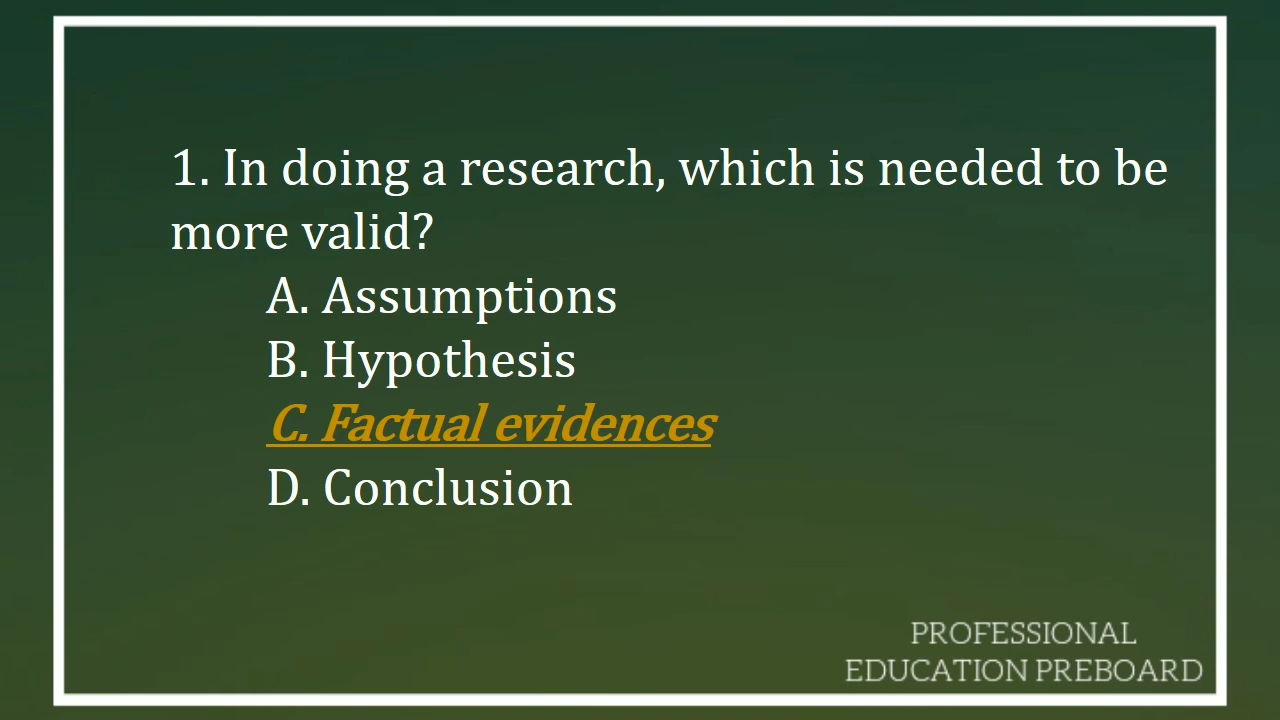 1. In doing a research, which is needed to be
more valid?
A. Assumptions
B. Hypothesis
C. Factual evidences
D. Conclusion
PROFESSIONAL
EDUCATION PREBOARD